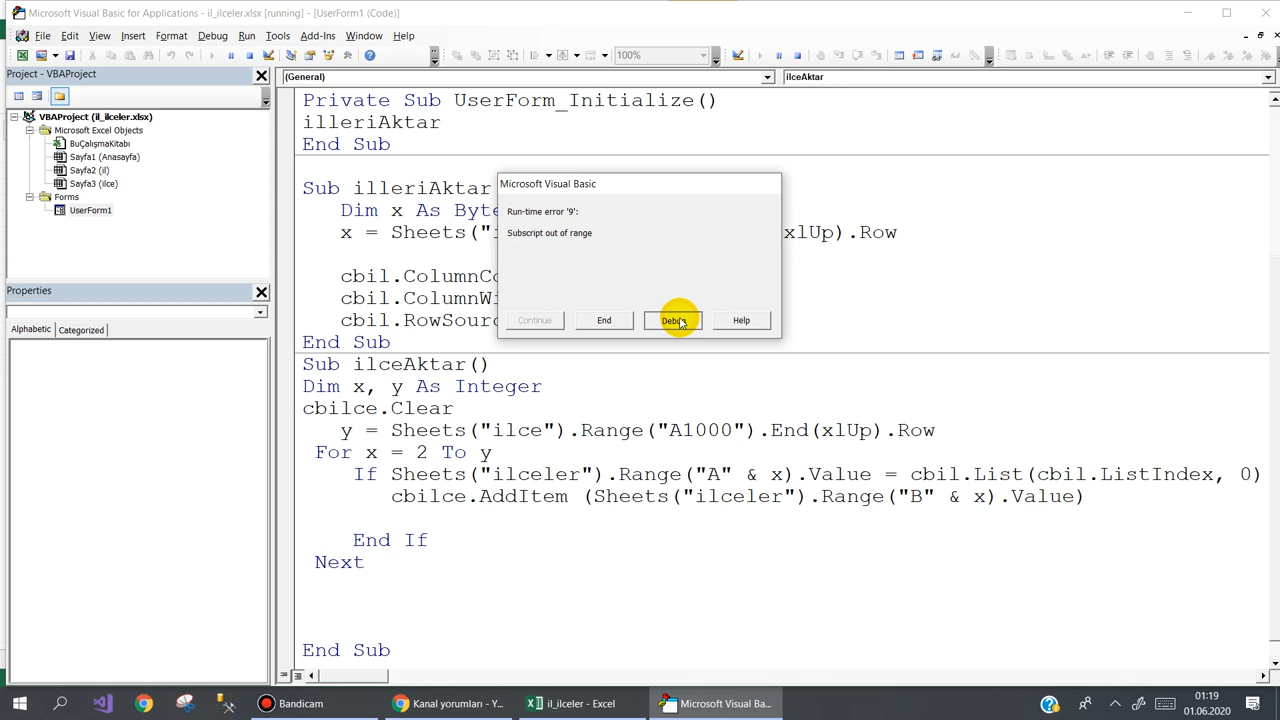 Microsoft Visual Basic for Applications - il_ilceler.xlsx [running] - [UserForm1 (Code)]
File Edit View Insert Format Debug Run Tools Add-Ins Window Help
100%
Project - VBAProject
(General)
ilceAktar
VBAProject (il_ilceler.xlsx)
Microsoft Excel Objects
BuÇalışmaKitabı
Sayfa1 (Anasayfa)
Sayfa2 (il)
Sayfa3 (ilce)
Forms
UserForm1
Properties
Alphabetic Categorized
Private Sub UserForm_Initialize()
illeriAktar
End Sub
Sub illeriAktar
Dim x As Byte
x = Sheets("i xlUp).Row
cbil.ColumnCo
cbil.ColumnWi
cbil.RowSourc
End Sub
Sub ilceAktar()
Dim x, y As Integer
cbilce.Clear
y = Sheets("ilce").Range("A1000").End(xlUp).Row
For x = 2 To y
If Sheets("ilceler").Range("A" & x).Value = cbil.List(cbil.ListIndex, 0)
cbilce.AddItem (Sheets("ilceler").Range("B" & x).Value)
End If
Next
End Sub
Microsoft Visual Basic
Run-time error '9':
Subscript out of range
Continue End Debug Help
Bandicam
Kanal yorumları - Y...
il_ilceler - Excel
Microsoft Visual Ba...
01:19
01.06.2020